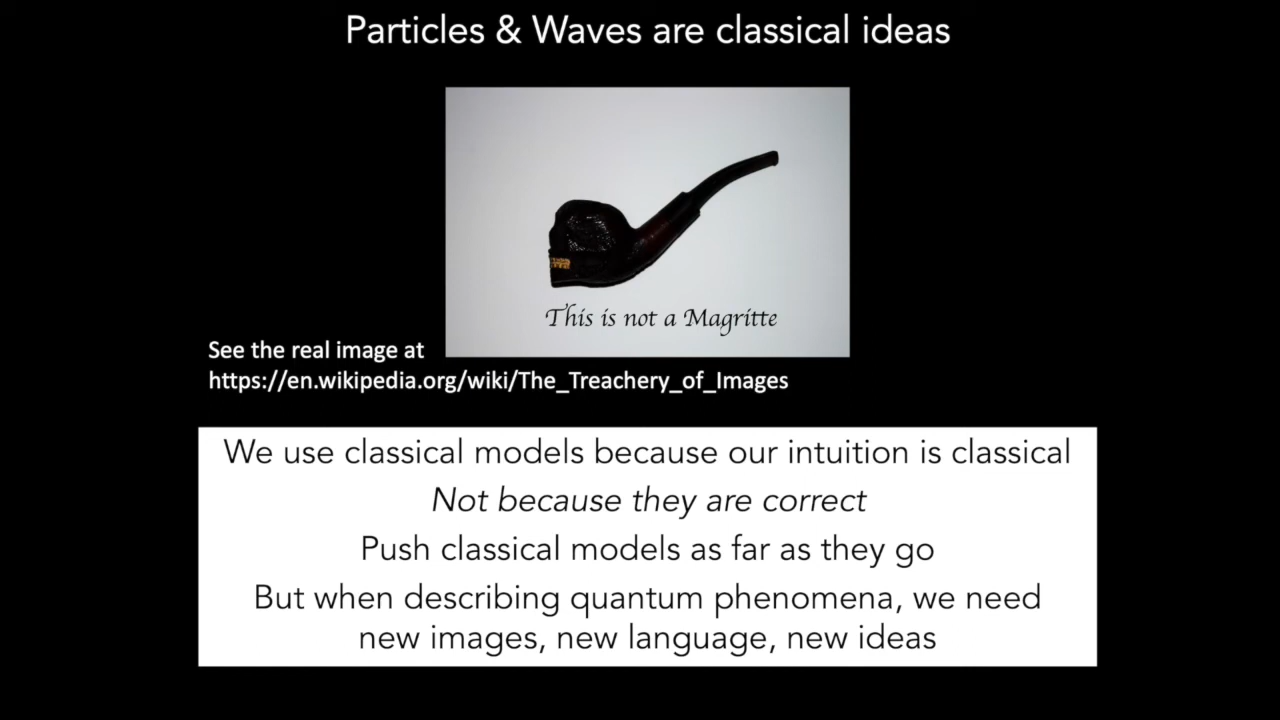 Particles & Waves are classical ideas
This is not a Magritte
See the real image at
https://en.wikipedia.org/wiki/The_Treachery_of_Images
We use classical models because our intuition is classical
Not because they are correct
Push classical models as far as they go
But when describing quantum phenomena, we need
new images, new language, new ideas